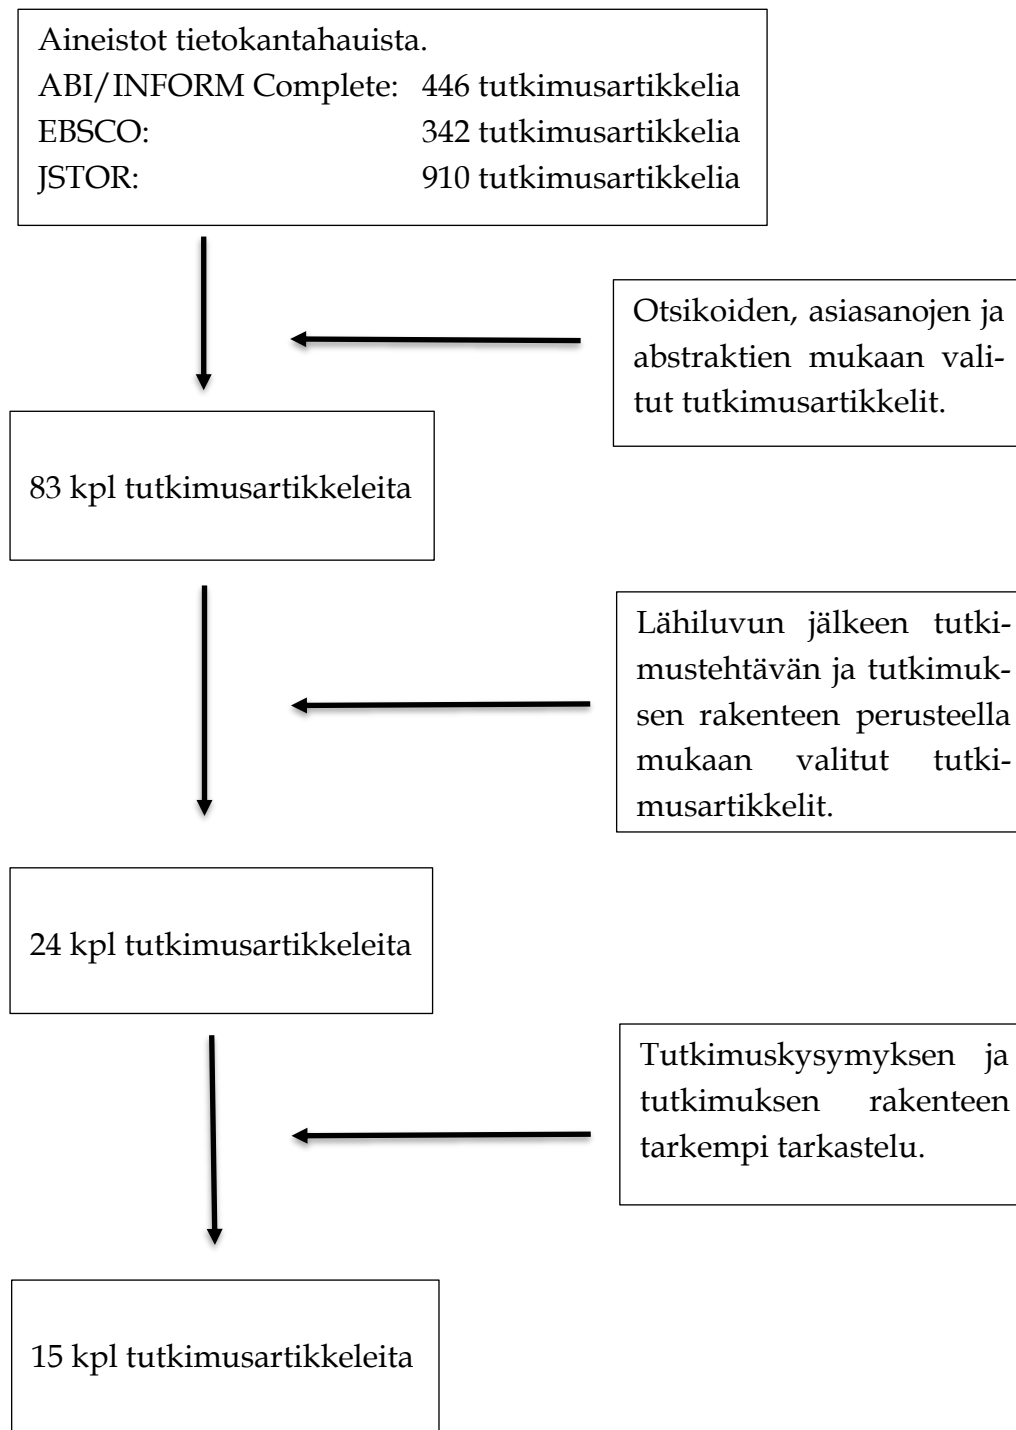 Aineistot tietokantahauista.
ABI/INFORM Complete: 446 tutkimusartikkelia
EBSCO: 342 tutkimusartikkelia
JSTOR: 910 tutkimusartikkelia
Otsikoiden, asiasanojen ja
abstraktien mukaan vali-
tut tutkimusartikkelit.
83 kpl tutkimusartikkeleita
Lähiluvun jälkeen tutki-
mustehtävän ja tutkimuk-
sen rakenteen perusteella
mukaan valitut tutki-
musartikkelit.
24 kpl tutkimusartikkeleita
Tutkimuskysymyksen ja
tutkimuksen rakenteen
tarkempi tarkastelu.
15 kpl tutkimusartikkeleita